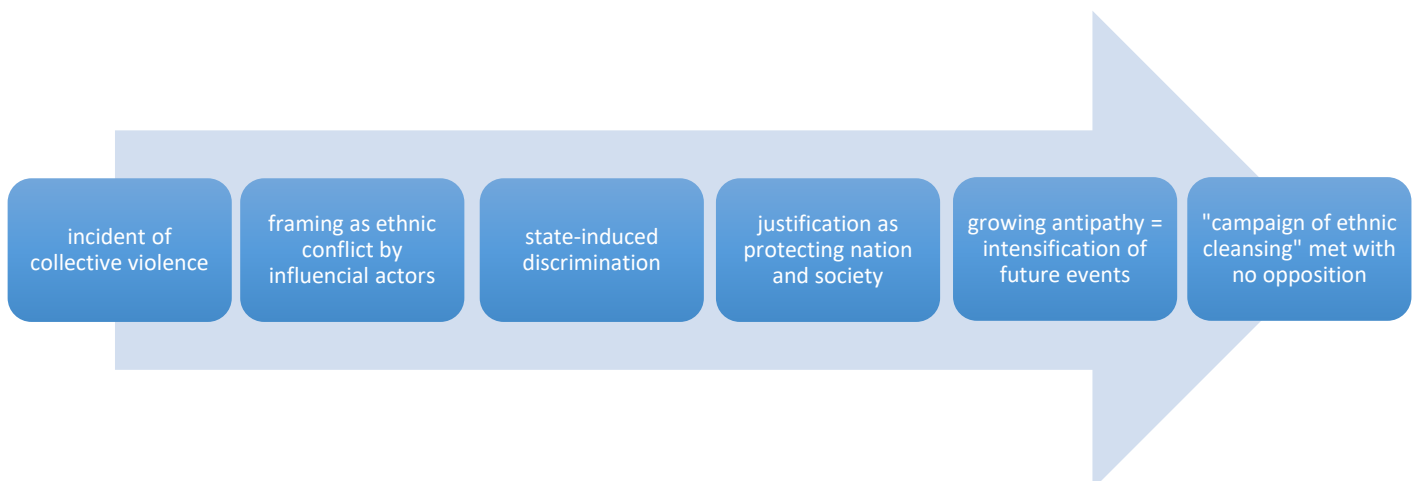 incident of
collective violence
framing as ethnic
conflict by
influencial actors
state-induced
discrimination
justification as
protecting nation
and society
growing antipathy =
intensification of
future events
"campaign of ethnic
cleansing" met with
no opposition